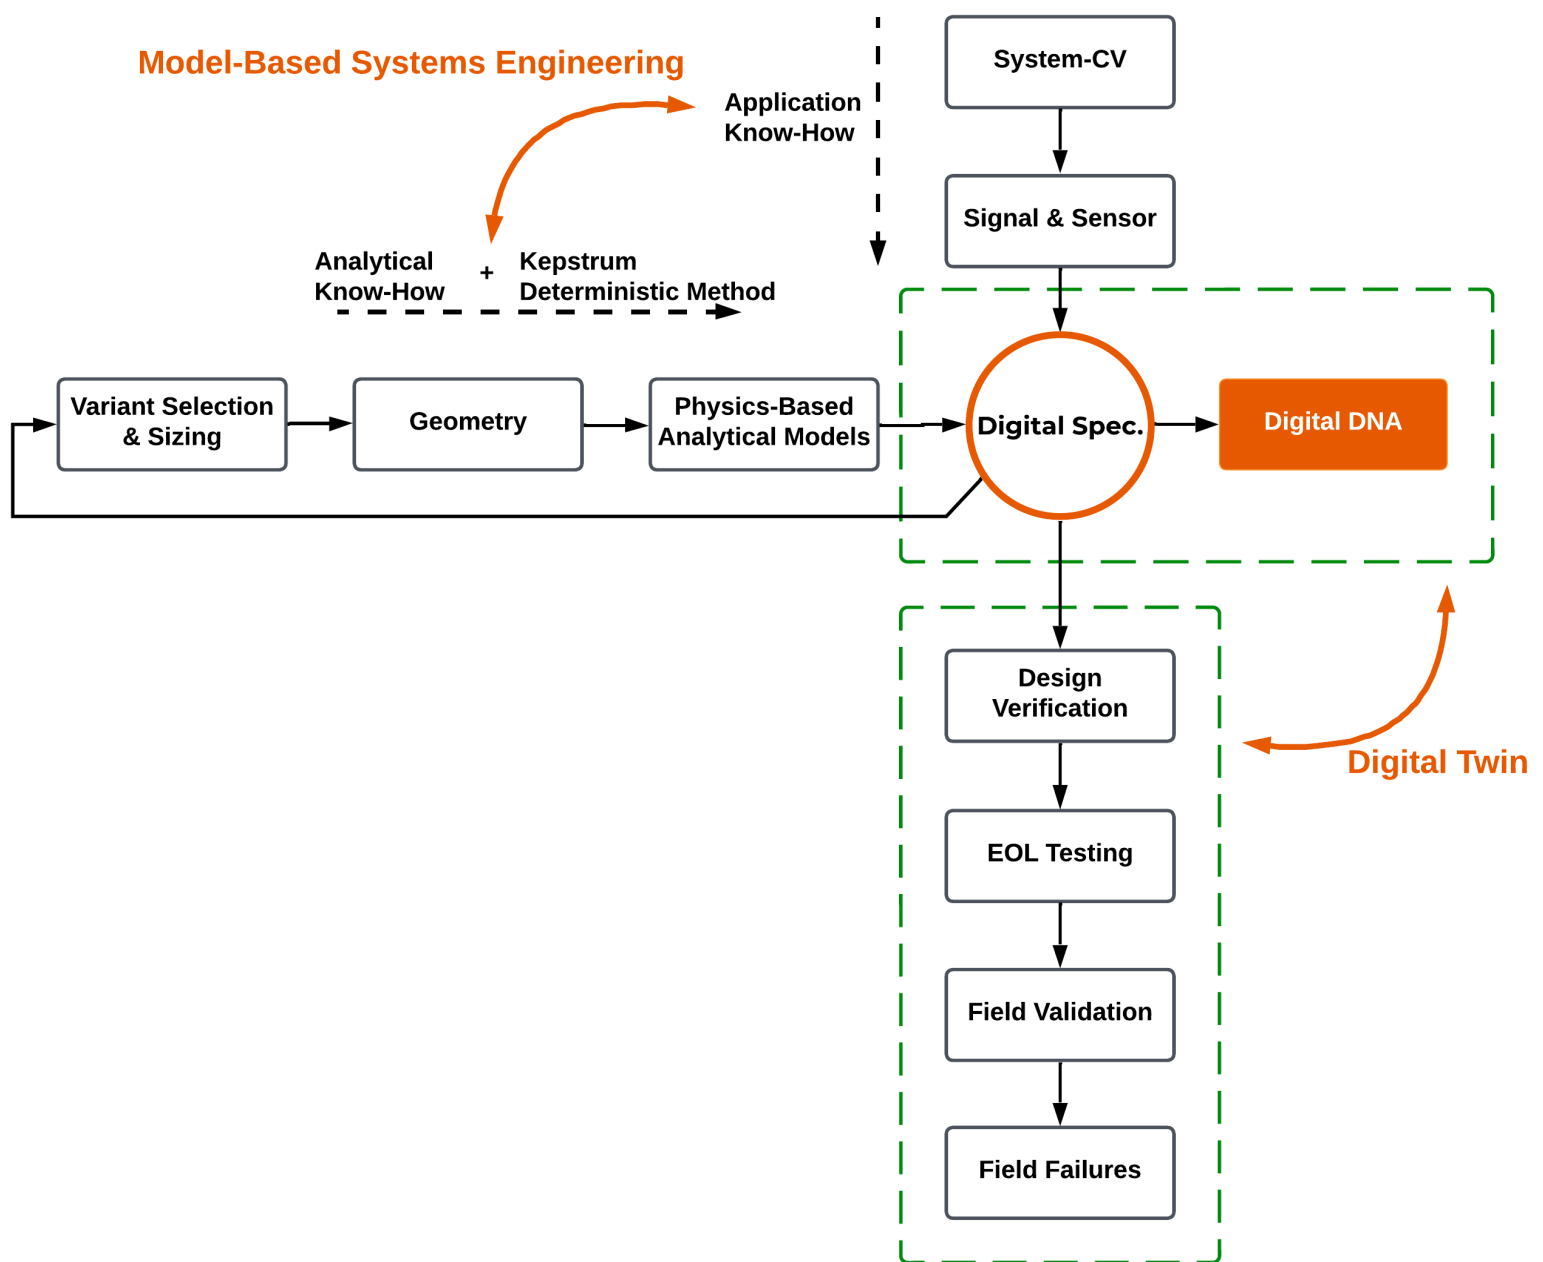 Model-Based Systems Engineering
System-CV
Application
Know-How
Signal & Sensor
Analytical
Know-How
+
Kepstrum
Deterministic Method
Variant Selection
& Sizing
Geometry
Physics-Based
Analytical Models
Digital Spec.
Digital DNA
Design
Verification
Digital Twin
EOL Testing
Field Validation
Field Failures